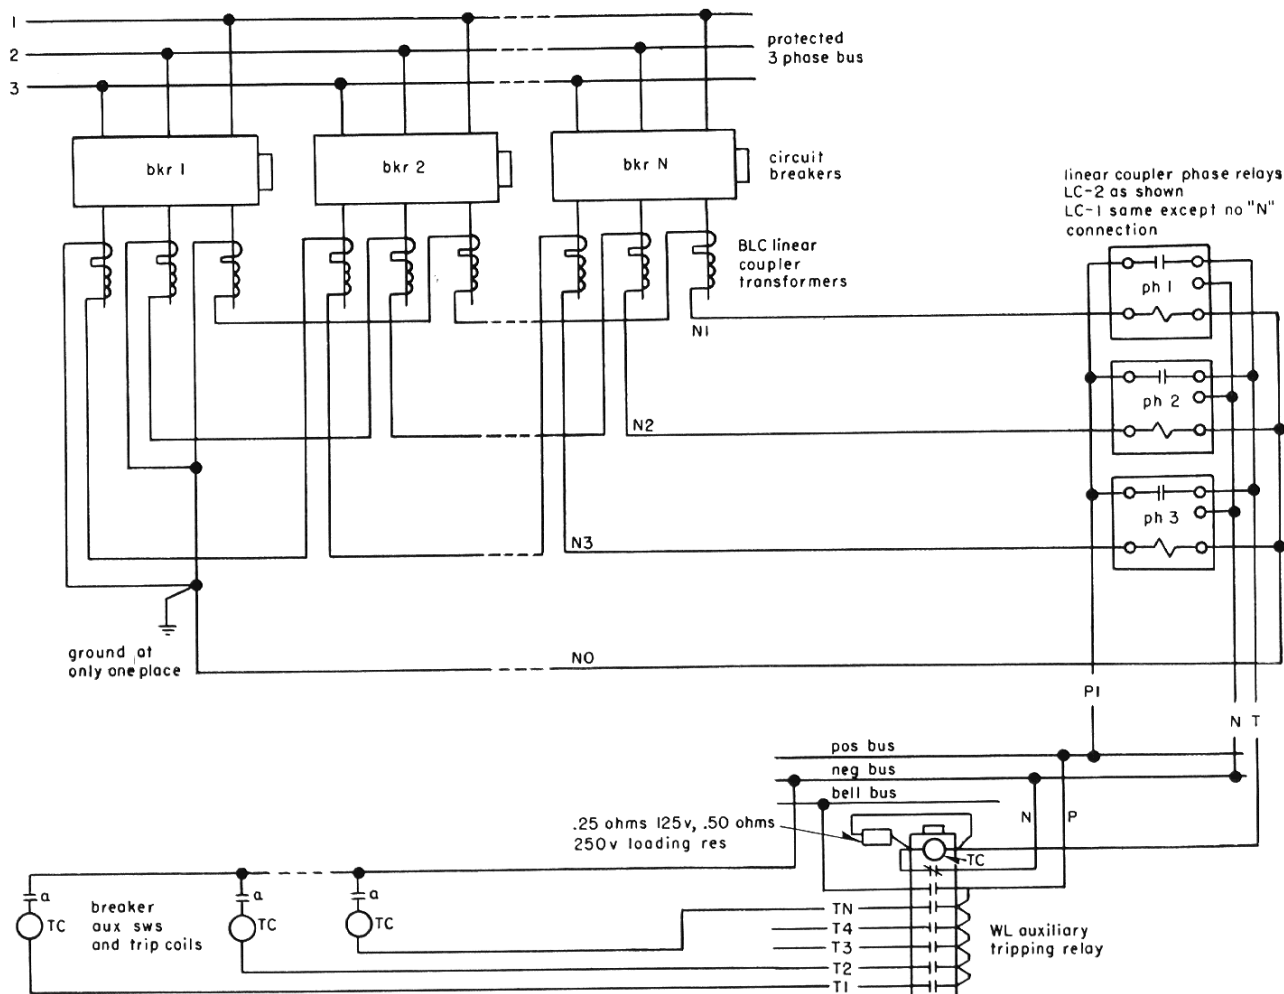 1
2
3
protected
3 phase bus
bkr 1
bkr 2
bkr N
circuit
breakers
linear coupler phase relays
LC-2 as shown
LC-1 same except no "N"
connection
BLC linear
coupler
transformers
ph 1
N1
ph 2
N2
ph 3
N3
ground at
only one place
NO
P1
N T
pos bus
neg bus
bell bus
N P
.25 ohms 125v, .50 ohms
250v loading res
TC
a
a
a
TC
TC
TC
breaker
aux sws
and trip coils
TN
T4
T3
T2
T1
WL auxiliary
tripping relay